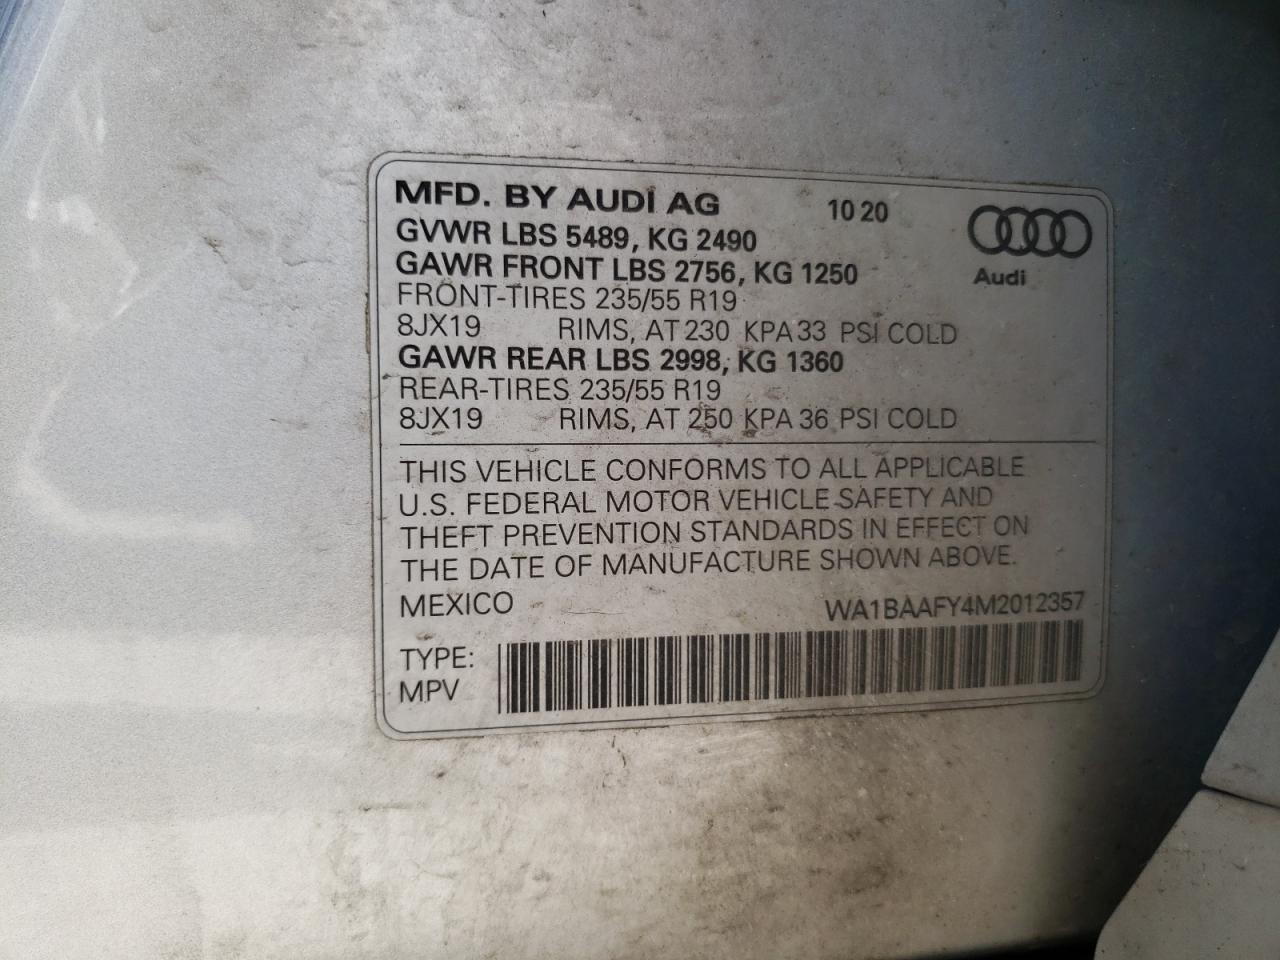 MFD. BY AUDI AG 10 20
GVWR LBS 5489, KG 2490
GAWR FRONT LBS 2756, KG 1250
Audi
FRONT-TIRES 235/55 R19
8JX19 RIMS, AT 230 KPA 33 PSI COLD
GAWR REAR LBS 2998, KG 1360
REAR-TIRES 235/55 R19
8JX19 RIMS, AT 250 KPA 36 PSI COLD
THIS VEHICLE CONFORMS TO ALL APPLICABLE
U.S. FEDERAL MOTOR VEHICLE SAFETY AND
THEFT PREVENTION STANDARDS IN EFFECT ON
THE DATE OF MANUFACTURE SHOWN ABOVE.
MEXICO WA1BAAFY4M2012357
TYPE:
MPV